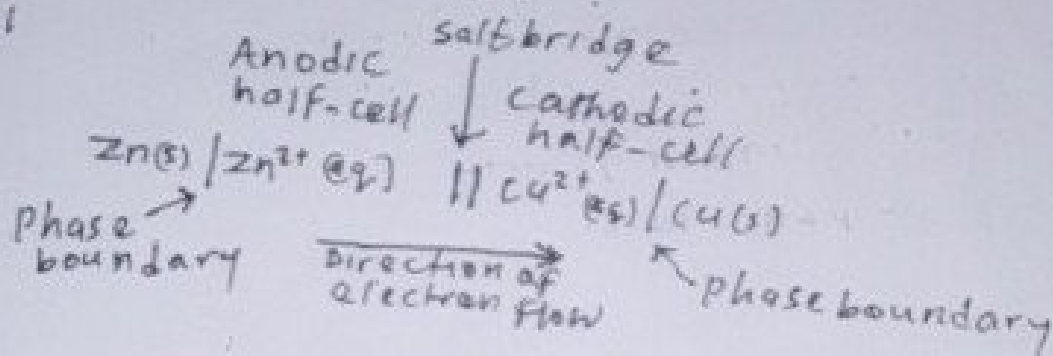 1
salt bridge
Anodic
half-cell
cathodic
half-cell
Zn(s) | Zn²⁺ (aq) || Cu²⁺ (aq) | Cu(s)
Phase
boundary
Direction of
electron flow
phase boundary